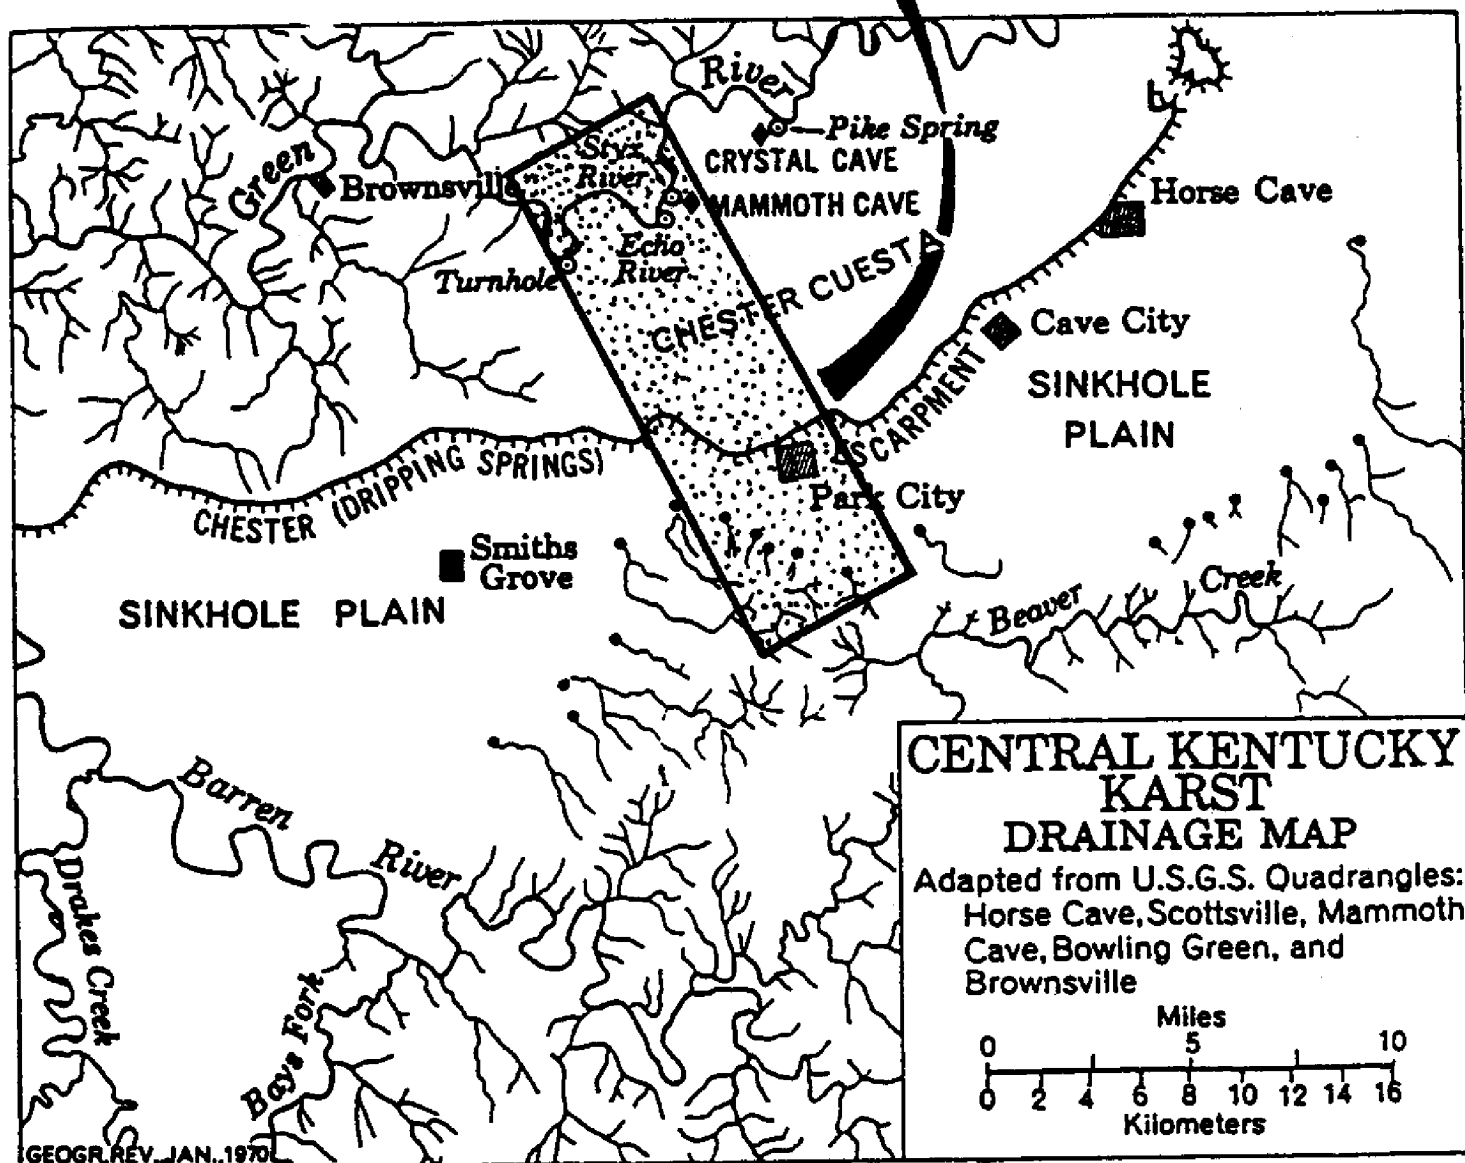 River
Pike Spring
b
CRYSTAL CAVE
Styx
River
Green
Brownsville
MAMMOTH CAVE
Horse Cave
Echo
River
Turnhole
CHESTER CUESTA
Cave City
SINKHOLE
PLAIN
ESCARPMENT
CHESTER (DRIPPING SPRINGS)
Park City
Smiths
Grove
SINKHOLE PLAIN
Beaver Creek
Barren
River
Drakes Creek
Bays Fork
CENTRAL KENTUCKY
KARST
DRAINAGE MAP
Adapted from U.S.G.S. Quadrangles:
Horse Cave, Scottsville, Mammoth
Cave, Bowling Green, and
Brownsville
Miles
0 5 10
0 2 4 6 8 10 12 14 16
Kilometers
GEOGR. REV., JAN., 1970